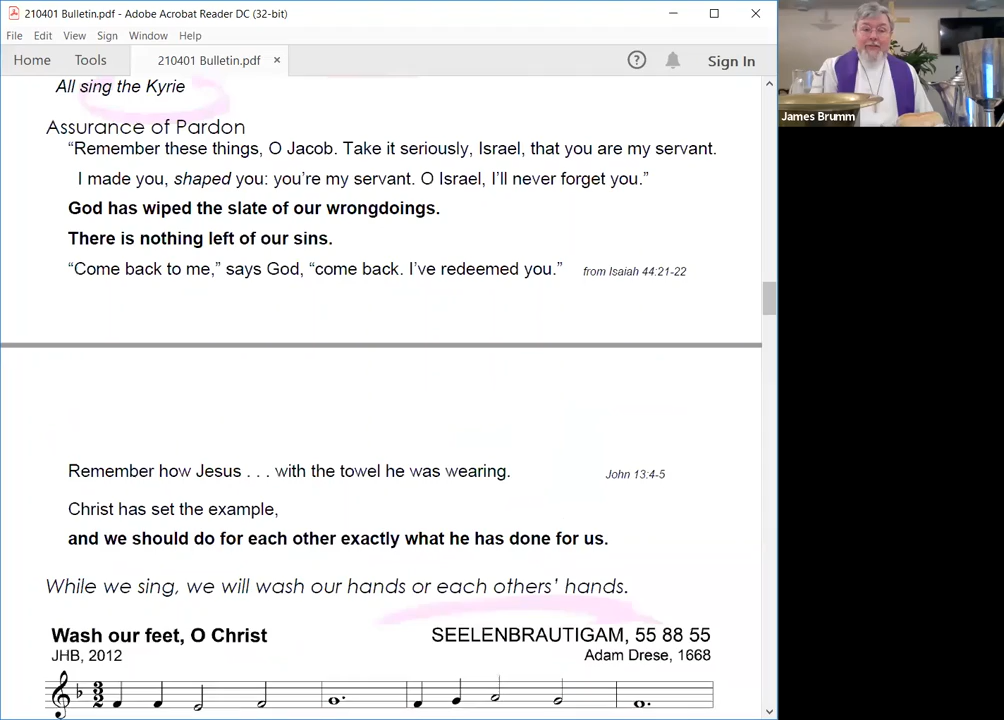 210401 Bulletin.pdf - Adobe Acrobat Reader DC (32-bit)
File Edit View Sign Window Help
Home Tools 210401 Bulletin.pdf × ? Sign In
All sing the Kyrie
Assurance of Pardon
“Remember these things, O Jacob. Take it seriously, Israel, that you are my servant.
I made you, shaped you: you’re my servant. O Israel, I’ll never forget you.”
God has wiped the slate of our wrongdoings.
There is nothing left of our sins.
“Come back to me,” says God, “come back. I’ve redeemed you.” from Isaiah 44:21-22
Remember how Jesus . . . with the towel he was wearing. John 13:4-5
Christ has set the example,
and we should do for each other exactly what he has done for us.
While we sing, we will wash our hands or each others’ hands.
Wash our feet, O Christ SEELENBRAUTIGAM, 55 88 55
JHB, 2012 Adam Drese, 1668
3
2
James Brumm